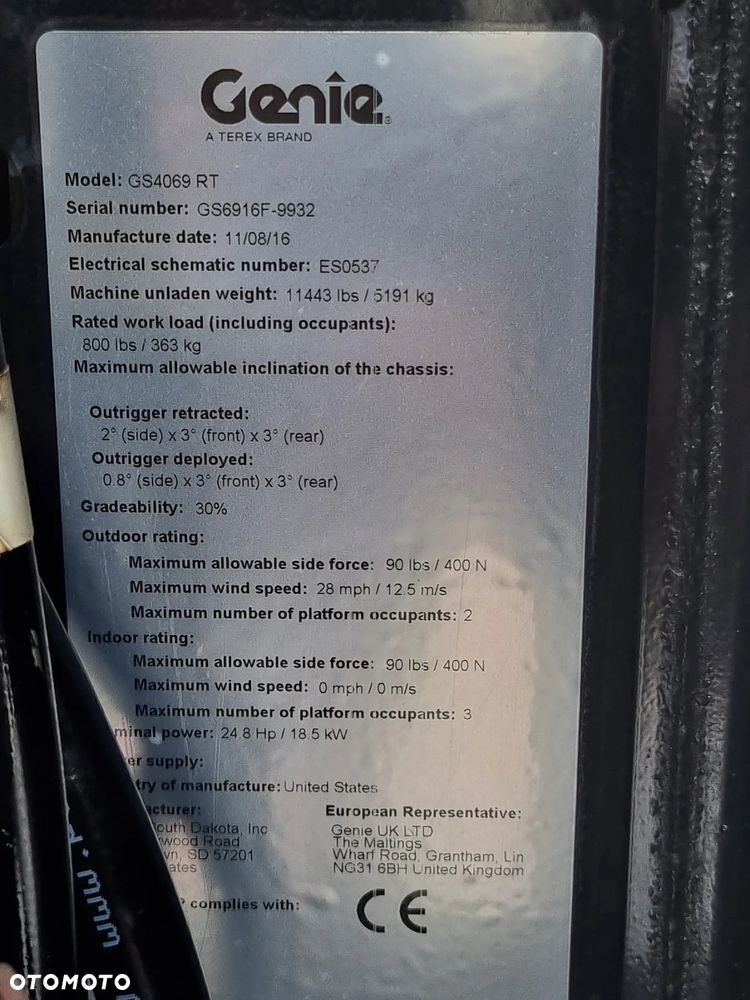 Genie®
A TEREX BRAND
Model: GS4069 RT
Serial number: GS6916F-9932
Manufacture date: 11/08/16
Electrical schematic number: ES0537
Machine unladen weight: 11443 lbs / 5191 kg
Rated work load (including occupants):
800 lbs / 363 kg
Maximum allowable inclination of the chassis:
Outrigger retracted:
2° (side) x 3° (front) x 3° (rear)
Outrigger deployed:
0.8° (side) x 3° (front) x 3° (rear)
Gradeability: 30%
Outdoor rating:
Maximum allowable side force: 90 lbs / 400 N
Maximum wind speed: 28 mph / 12.5 m/s
Maximum number of platform occupants: 2
Indoor rating:
Maximum allowable side force: 90 lbs / 400 N
Maximum wind speed: 0 mph / 0 m/s
Maximum number of platform occupants: 3
power: 24.8 Hp / 18.5 kW
supply:
of manufacture: United States
European Representative:
Dakota, Inc Genie UK LTD
Road The Maltings
SD 57201 Wharf Road, Grantham, Lin
NG31 6BH United Kingdom
complies with: CE
www.
OTOMOTO